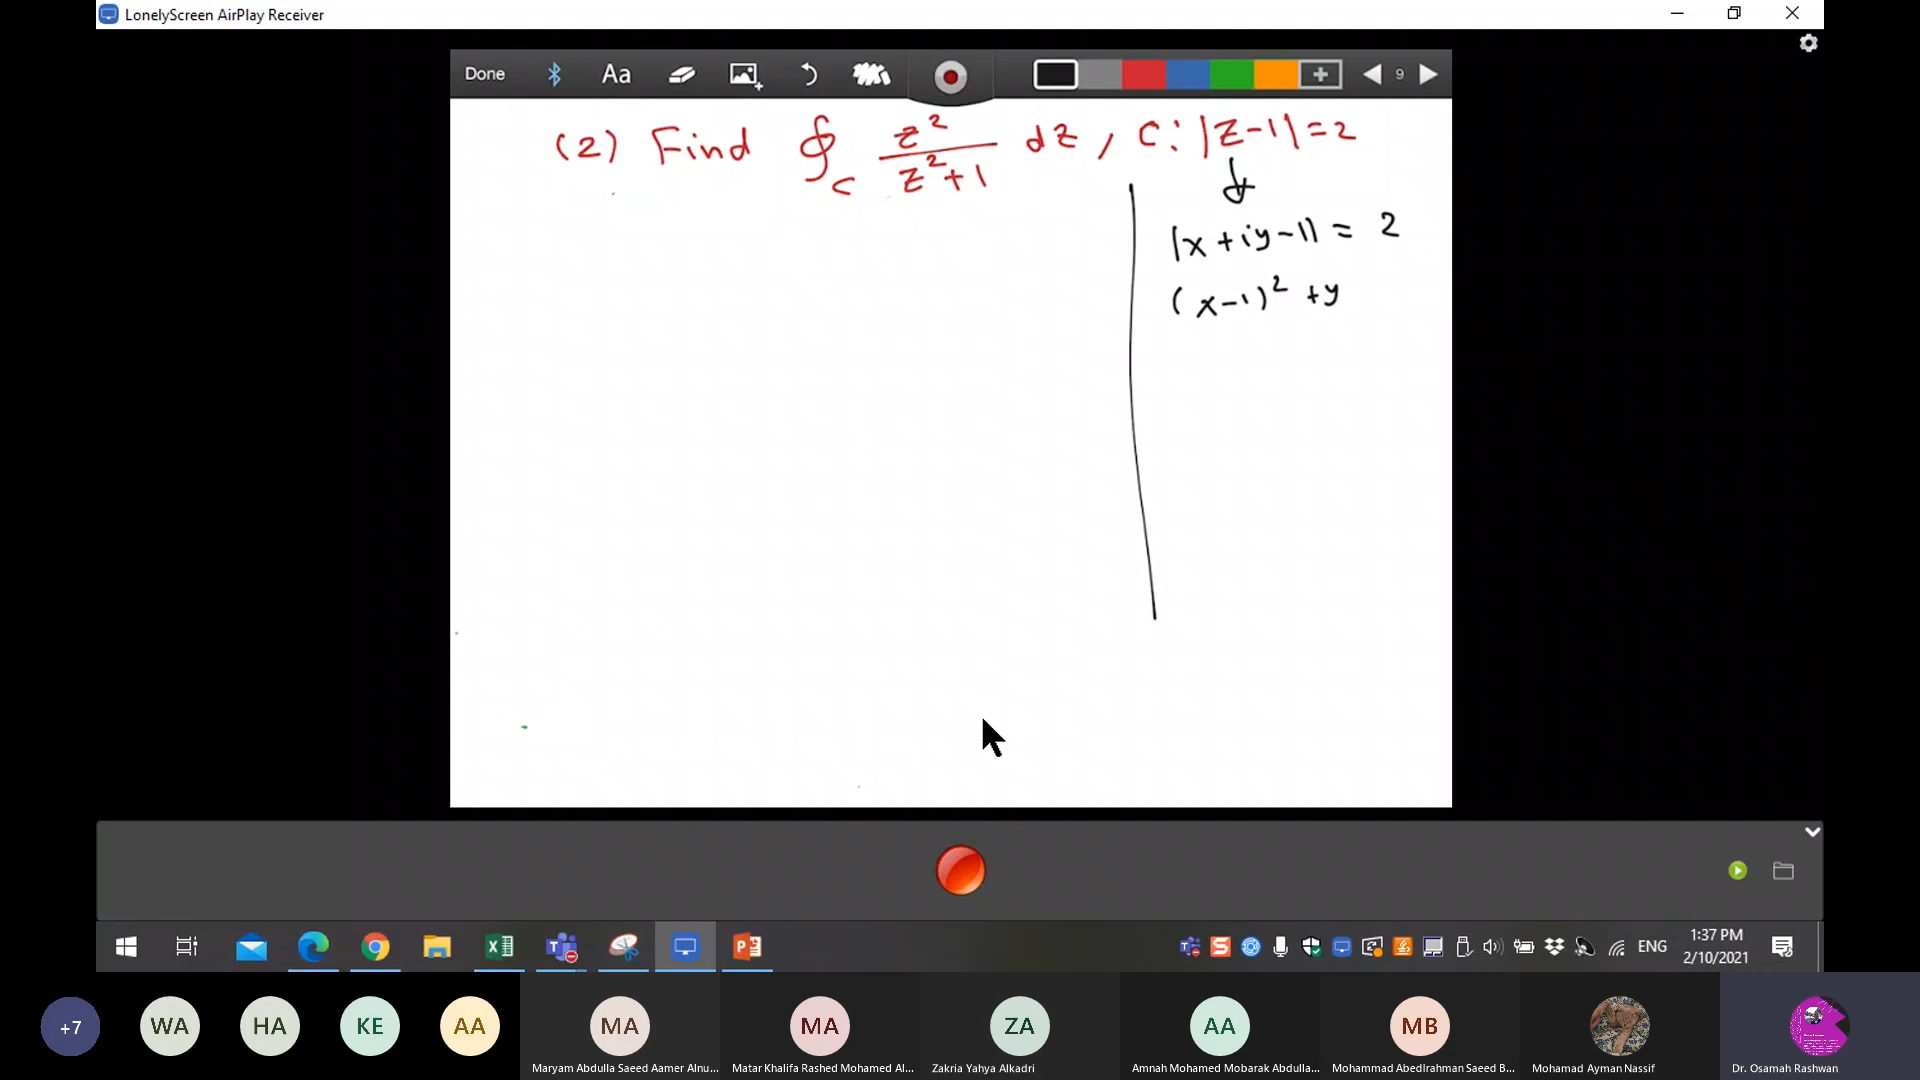 LonelyScreen AirPlay Receiver
Done Aa 9
(2) Find ∮_C z²/(z²+1) dz, C: |z-1|=2
|x+iy-1| = 2
(x-1)² +y
ENG
1:37 PM
2/10/2021
+7 WA HA KE AA MA MA ZA AA MB
Maryam Abdulla Saeed Aamer Alnu... Matar Khalifa Rashed Mohamed Al... Zakria Yahya Alkadri Amnah Mohamed Mobarak Abdulla... Mohammad Abedlrahman Saeed B... Mohamad Ayman Nassif Dr. Osamah Rashwan